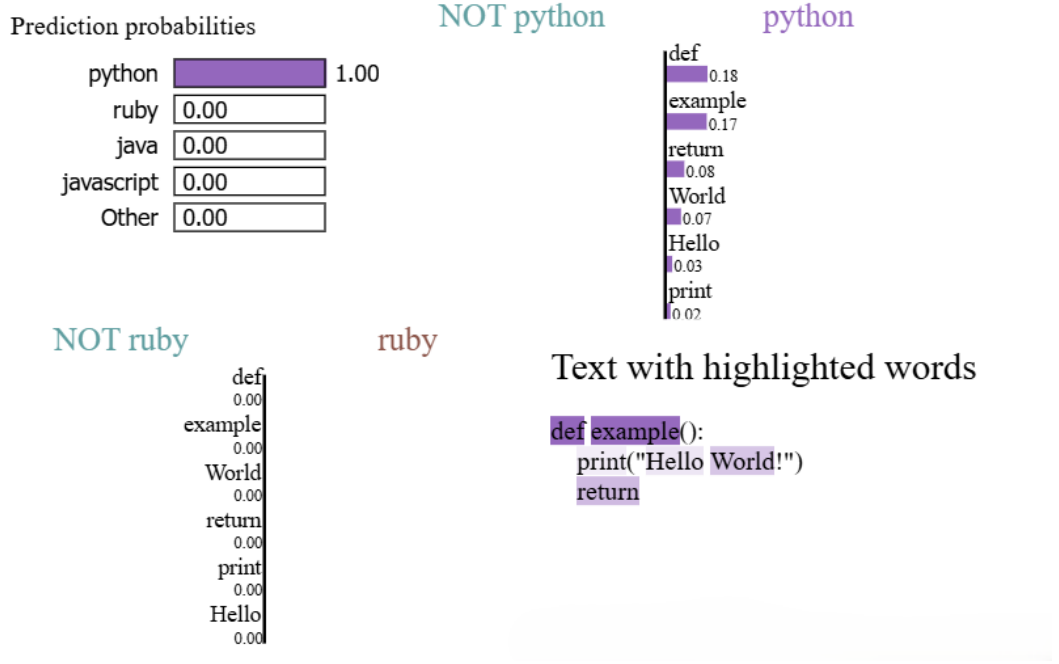 Prediction probabilities
python 1.00
ruby 0.00
java 0.00
javascript 0.00
Other 0.00
NOT python python
def
0.18
example
0.17
return
0.08
World
0.07
Hello
0.03
print
0.02
NOT ruby ruby
def
0.00
example
0.00
World
0.00
return
0.00
print
0.00
Hello
0.00
Text with highlighted words
def example():
print("Hello World!")
return